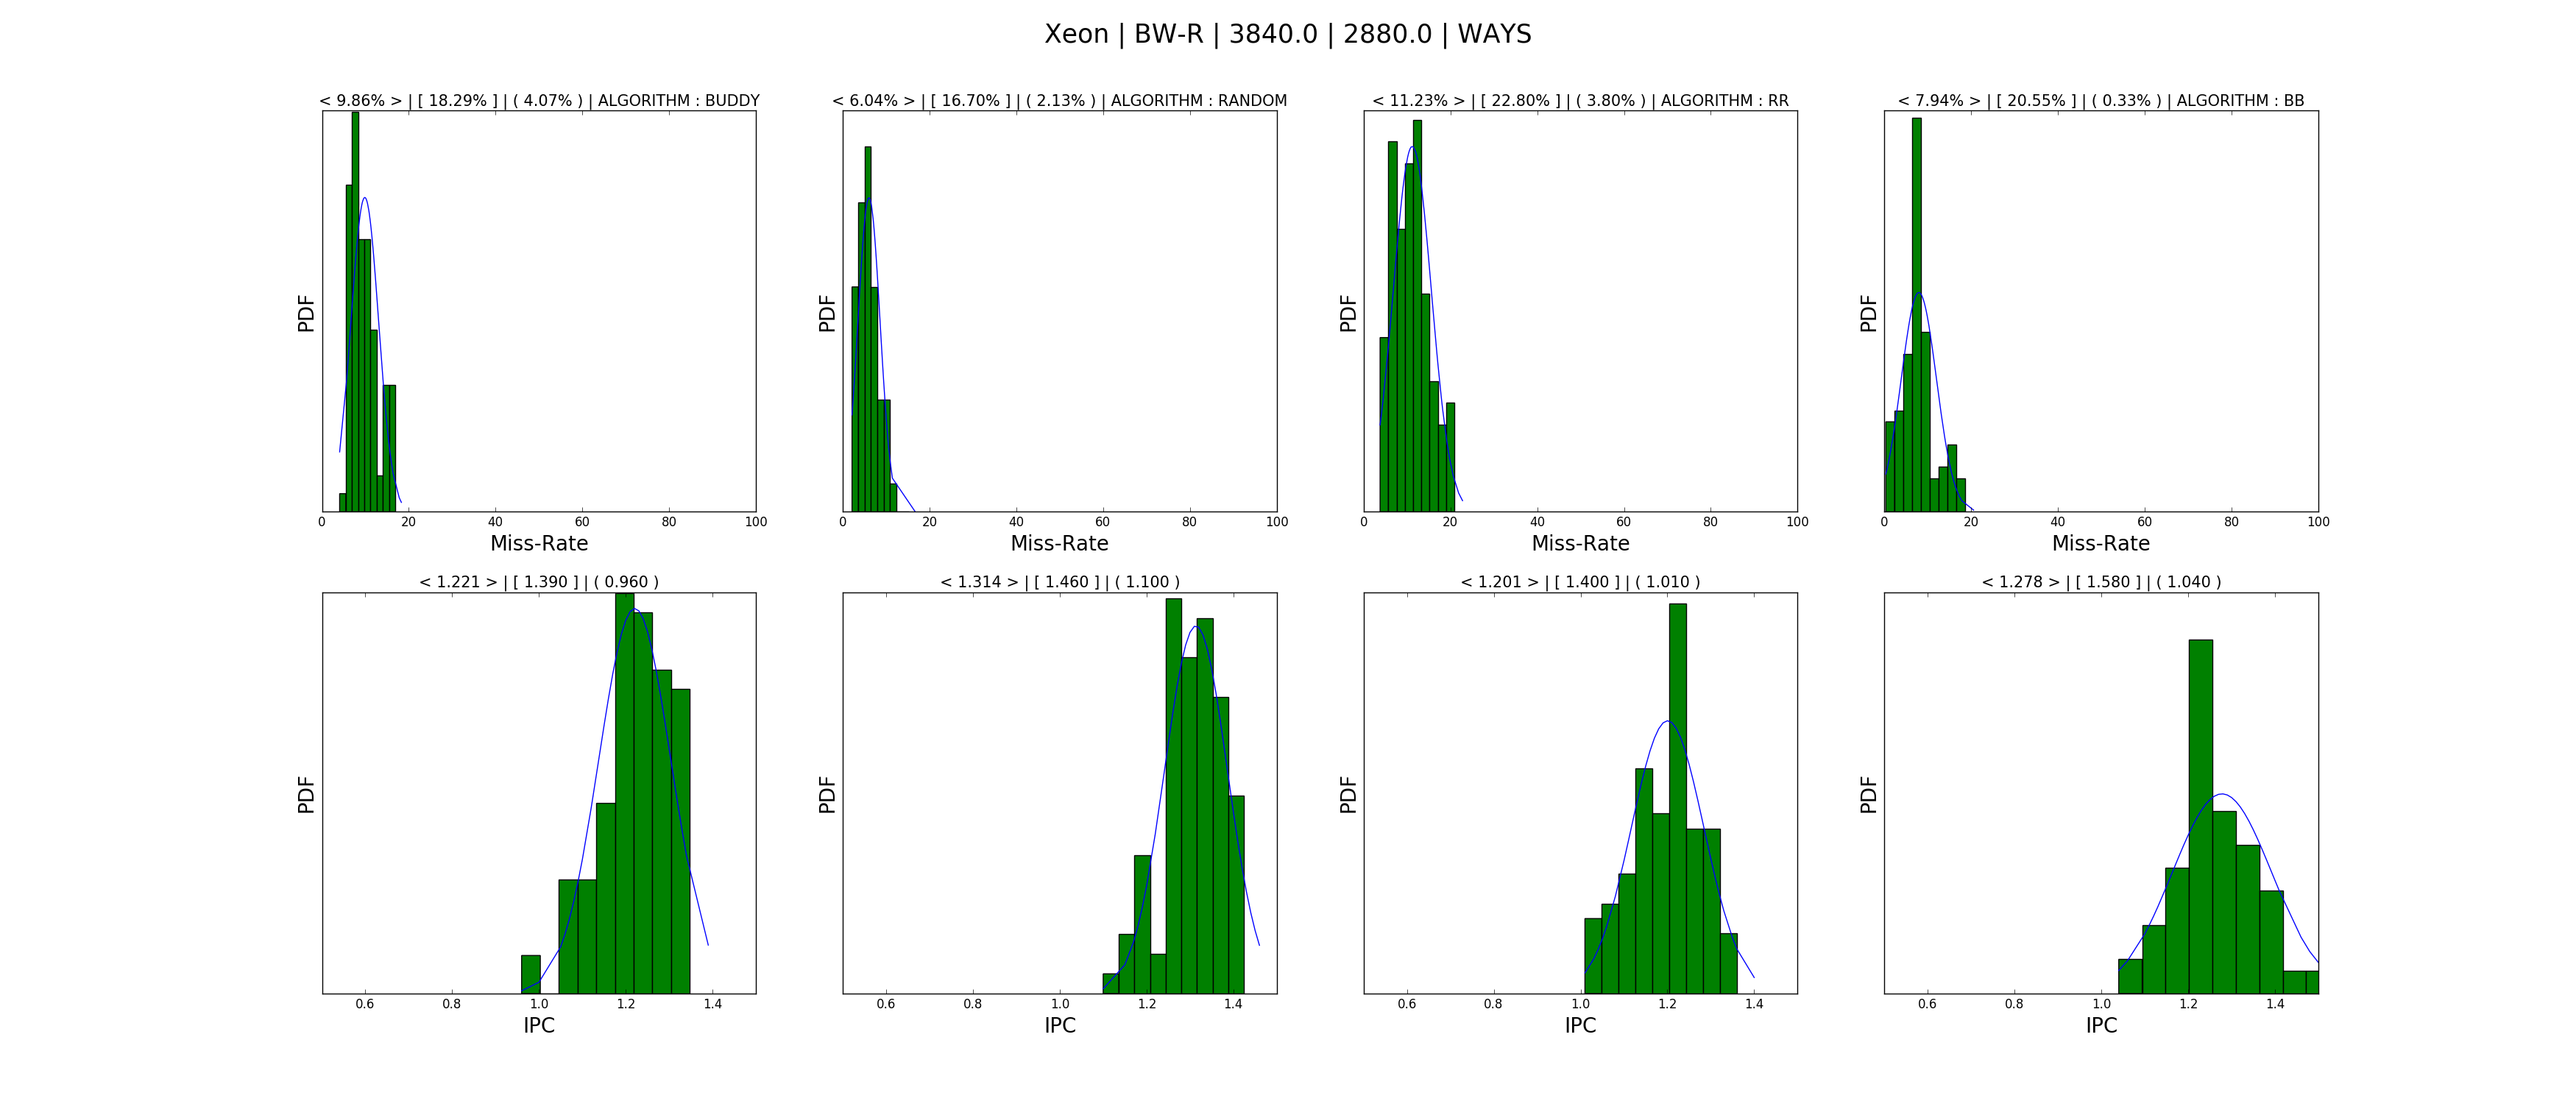 Xeon | BW-R | 3840.0 | 2880.0 | WAYS
< 9.86% > | [ 18.29% ] | ( 4.07% ) | ALGORITHM : BUDDY
PDF
0 20 40 60 80 100
Miss-Rate
< 6.04% > | [ 16.70% ] | ( 2.13% ) | ALGORITHM : RANDOM
PDF
0 20 40 60 80 100
Miss-Rate
< 11.23% > | [ 22.80% ] | ( 3.80% ) | ALGORITHM : RR
PDF
0 20 40 60 80 100
Miss-Rate
< 7.94% > | [ 20.55% ] | ( 0.33% ) | ALGORITHM : BB
PDF
0 20 40 60 80 100
Miss-Rate
< 1.221 > | [ 1.390 ] | ( 0.960 )
PDF
0.6 0.8 1.0 1.2 1.4
IPC
< 1.314 > | [ 1.460 ] | ( 1.100 )
PDF
0.6 0.8 1.0 1.2 1.4
IPC
< 1.201 > | [ 1.400 ] | ( 1.010 )
PDF
0.6 0.8 1.0 1.2 1.4
IPC
< 1.278 > | [ 1.580 ] | ( 1.040 )
PDF
0.6 0.8 1.0 1.2 1.4
IPC